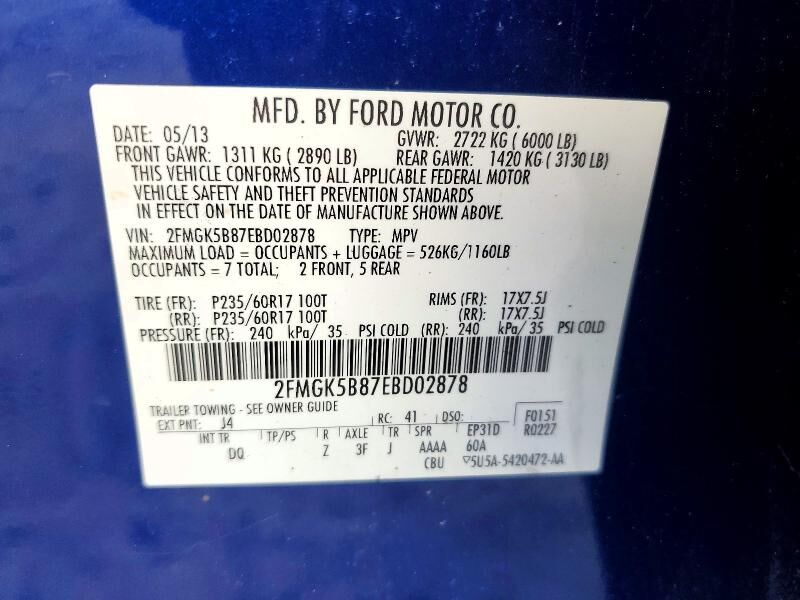 MFD. BY FORD MOTOR CO.
DATE: 05/13 GVWR: 2722 KG ( 6000 LB)
FRONT GAWR: 1311 KG ( 2890 LB) REAR GAWR: 1420 KG ( 3130 LB)
THIS VEHICLE CONFORMS TO ALL APPLICABLE FEDERAL MOTOR
VEHICLE SAFETY AND THEFT PREVENTION STANDARDS
IN EFFECT ON THE DATE OF MANUFACTURE SHOWN ABOVE.
VIN: 2FMGK5B87EBD02878 TYPE: MPV
MAXIMUM LOAD = OCCUPANTS + LUGGAGE = 526KG/1160LB
OCCUPANTS = 7 TOTAL; 2 FRONT, 5 REAR
TIRE (FR): P235/60R17 100T RIMS (FR): 17X7.5J
(RR): P235/60R17 100T (RR): 17X7.5J
PRESSURE (FR): 240 kPa/ 35 PSI COLD (RR): 240 kPa/ 35 PSI COLD
2FMGK5B87EBD02878
TRAILER TOWING - SEE OWNER GUIDE
EXT PNT: J4 RC: 41 DSO: F0151
INT TR TP/PS R AXLE TR SPR EP31D R0227
DQ Z 3F J AAAA 60A
CBU ▽5U5A-5420472-AA